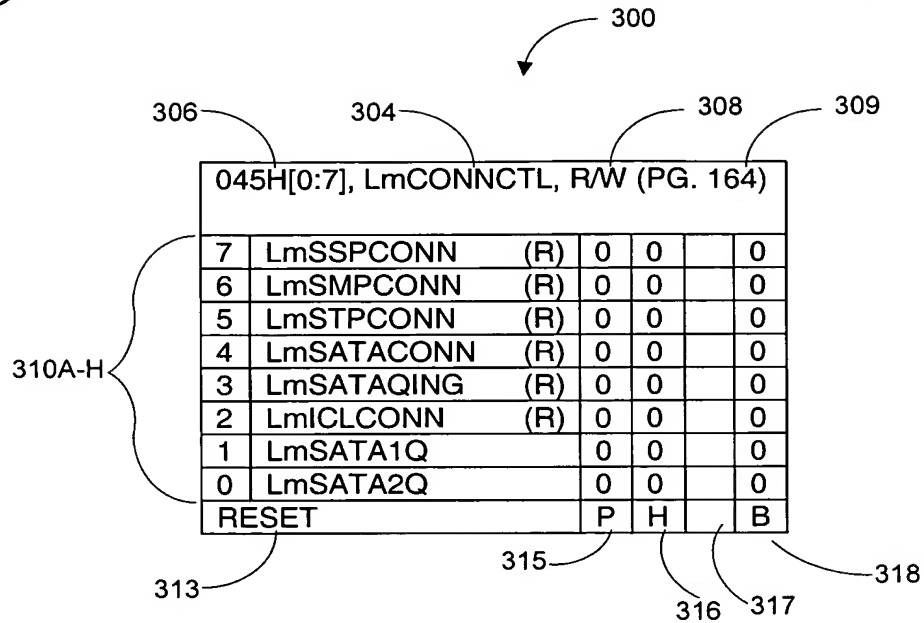 300
306 304 308 309
045H[0:7], LmCONNCTL, R/W (PG. 164)
7 LmSSPCONN (R) 0 0 0
6 LmSMPCONN (R) 0 0 0
5 LmSTPCONN (R) 0 0 0
4 LmSATACONN (R) 0 0 0
310A-H
3 LmSATAQING (R) 0 0 0
2 LmICLCONN (R) 0 0 0
1 LmSATA1Q 0 0 0
0 LmSATA2Q 0 0 0
RESET P H B
313 315 316 317 318